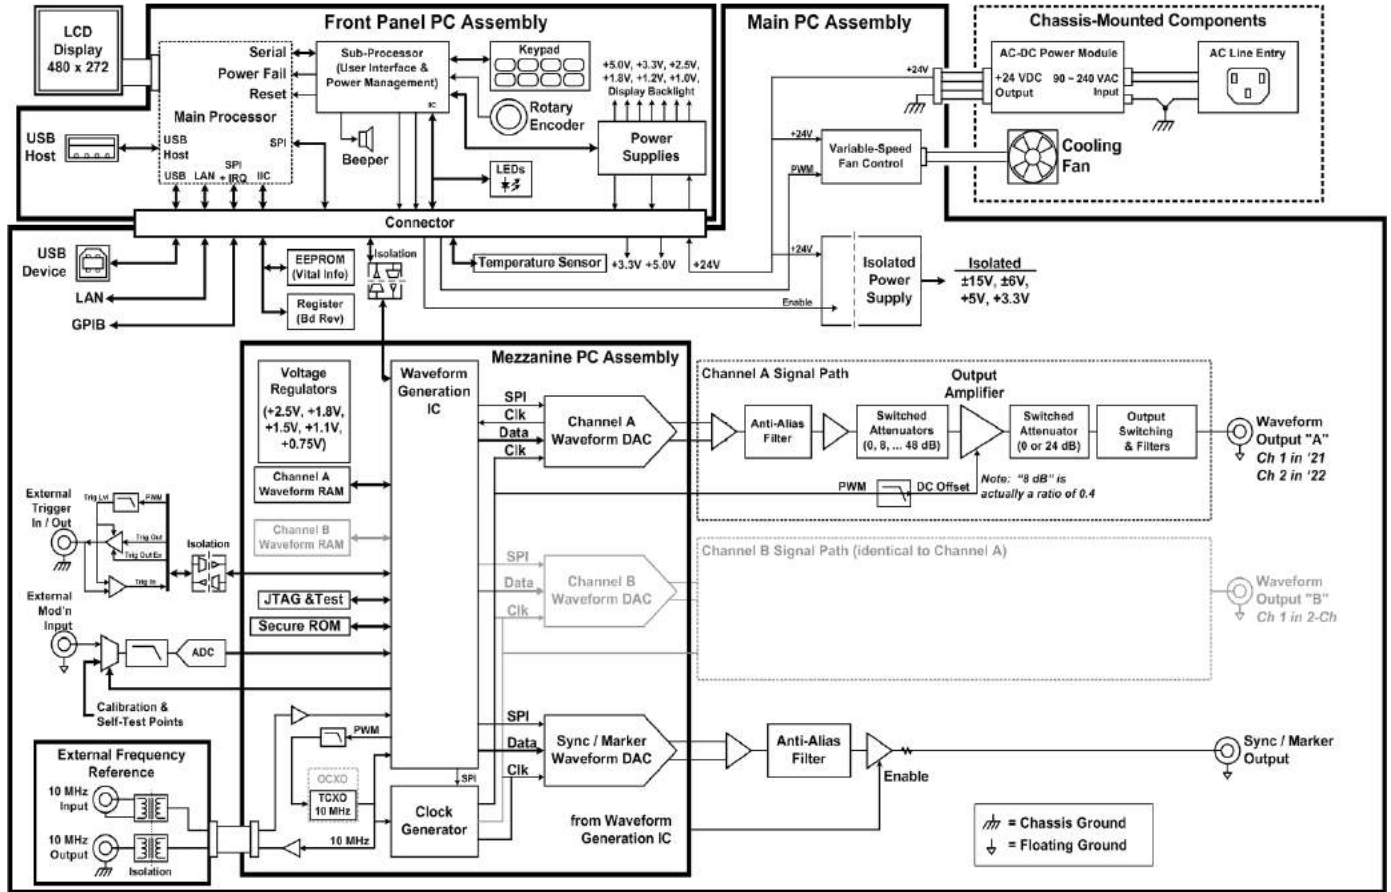 Front Panel PC Assembly
Main PC Assembly
Chassis-Mounted Components
LCD
Display
480 x 272
Serial
Power Fail
Reset
Main Processor
USB
Host
SPI
SPI
+ IRQ
USB
LAN
IIC
Sub-Processor
(User Interface &
Power Management)
IIC
Beeper
Keypad
Rotary
Encoder
LEDs
+5.0V, +3.3V, +2.5V,
+1.8V, +1.2V, +1.0V,
Display Backlight
Power
Supplies
USB
Host
+24V
AC-DC Power Module
+24 VDC
Output
90 ~ 240 VAC
Input
AC Line Entry
+24V
PWM
Variable-Speed
Fan Control
Cooling
Fan
Connector
USB
Device
LAN
GPIB
EEPROM
(Vital Info)
Register
(Bd Rev)
Isolation
Temperature Sensor
+3.3V
+5.0V
+24V
+24V
Enable
Isolated
Power
Supply
Isolated
±15V, ±6V,
+5V, +3.3V
Mezzanine PC Assembly
Voltage
Regulators
(+2.5V, +1.8V,
+1.5V, +1.1V,
+0.75V)
Waveform
Generation
IC
SPI
Clk
Data
Clk
Channel A
Waveform DAC
Channel A Signal Path
Anti-Alias
Filter
Switched
Attenuators
(0, 8, ... 48 dB)
Output
Amplifier
Switched
Attenuator
(0 or 24 dB)
Output
Switching
& Filters
Waveform
Output "A"
Ch 1 in '21
Ch 2 in '22
PWM
DC Offset
Note: "8 dB" is
actually a ratio of 0.4
Channel A
Waveform RAM
Channel B
Waveform RAM
External
Trigger
In / Out
Trig Lvl
PWM
Trig Out
Trig Out En
Trig In
Isolation
JTAG &Test
Secure ROM
SPI
Data
Clk
Channel B
Waveform DAC
Channel B Signal Path (identical to Channel A)
Waveform
Output "B"
Ch 1 in 2-Ch
External
Mod'n
Input
ADC
Calibration &
Self-Test Points
PWM
OCXO
TCXO
10 MHz
10 MHz
SPI
Clock
Generator
SPI
Data
Clk
Sync / Marker
Waveform DAC
from Waveform
Generation IC
Anti-Alias
Filter
Enable
Sync / Marker
Output
External Frequency
Reference
10 MHz
Input
10 MHz
Output
Isolation
= Chassis Ground
= Floating Ground